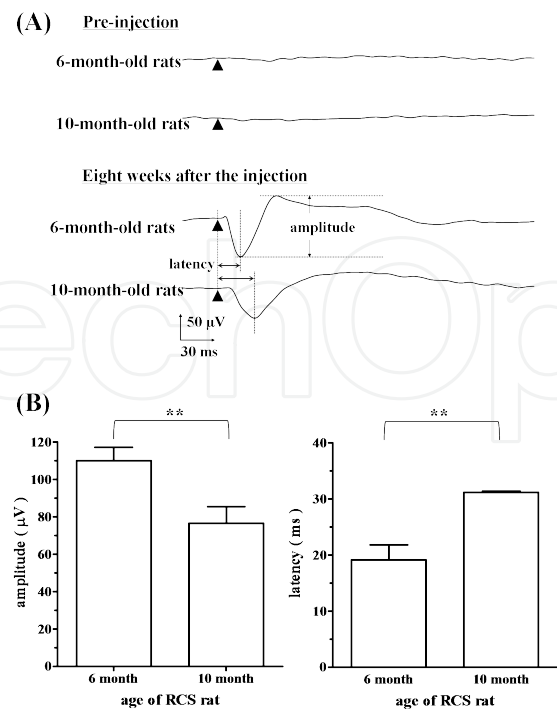 (A)
Pre-injection
6-month-old rats
10-month-old rats
Eight weeks after the injection
6-month-old rats
amplitude
latency
10-month-old rats
50 µV
30 ms
echOp
(B)
**
120
100
80
60
40
20
0
amplitude ( µV )
6 month
10 month
age of RCS rat
**
40
30
20
10
0
latency ( ms )
6 month
10 month
age of RCS rat